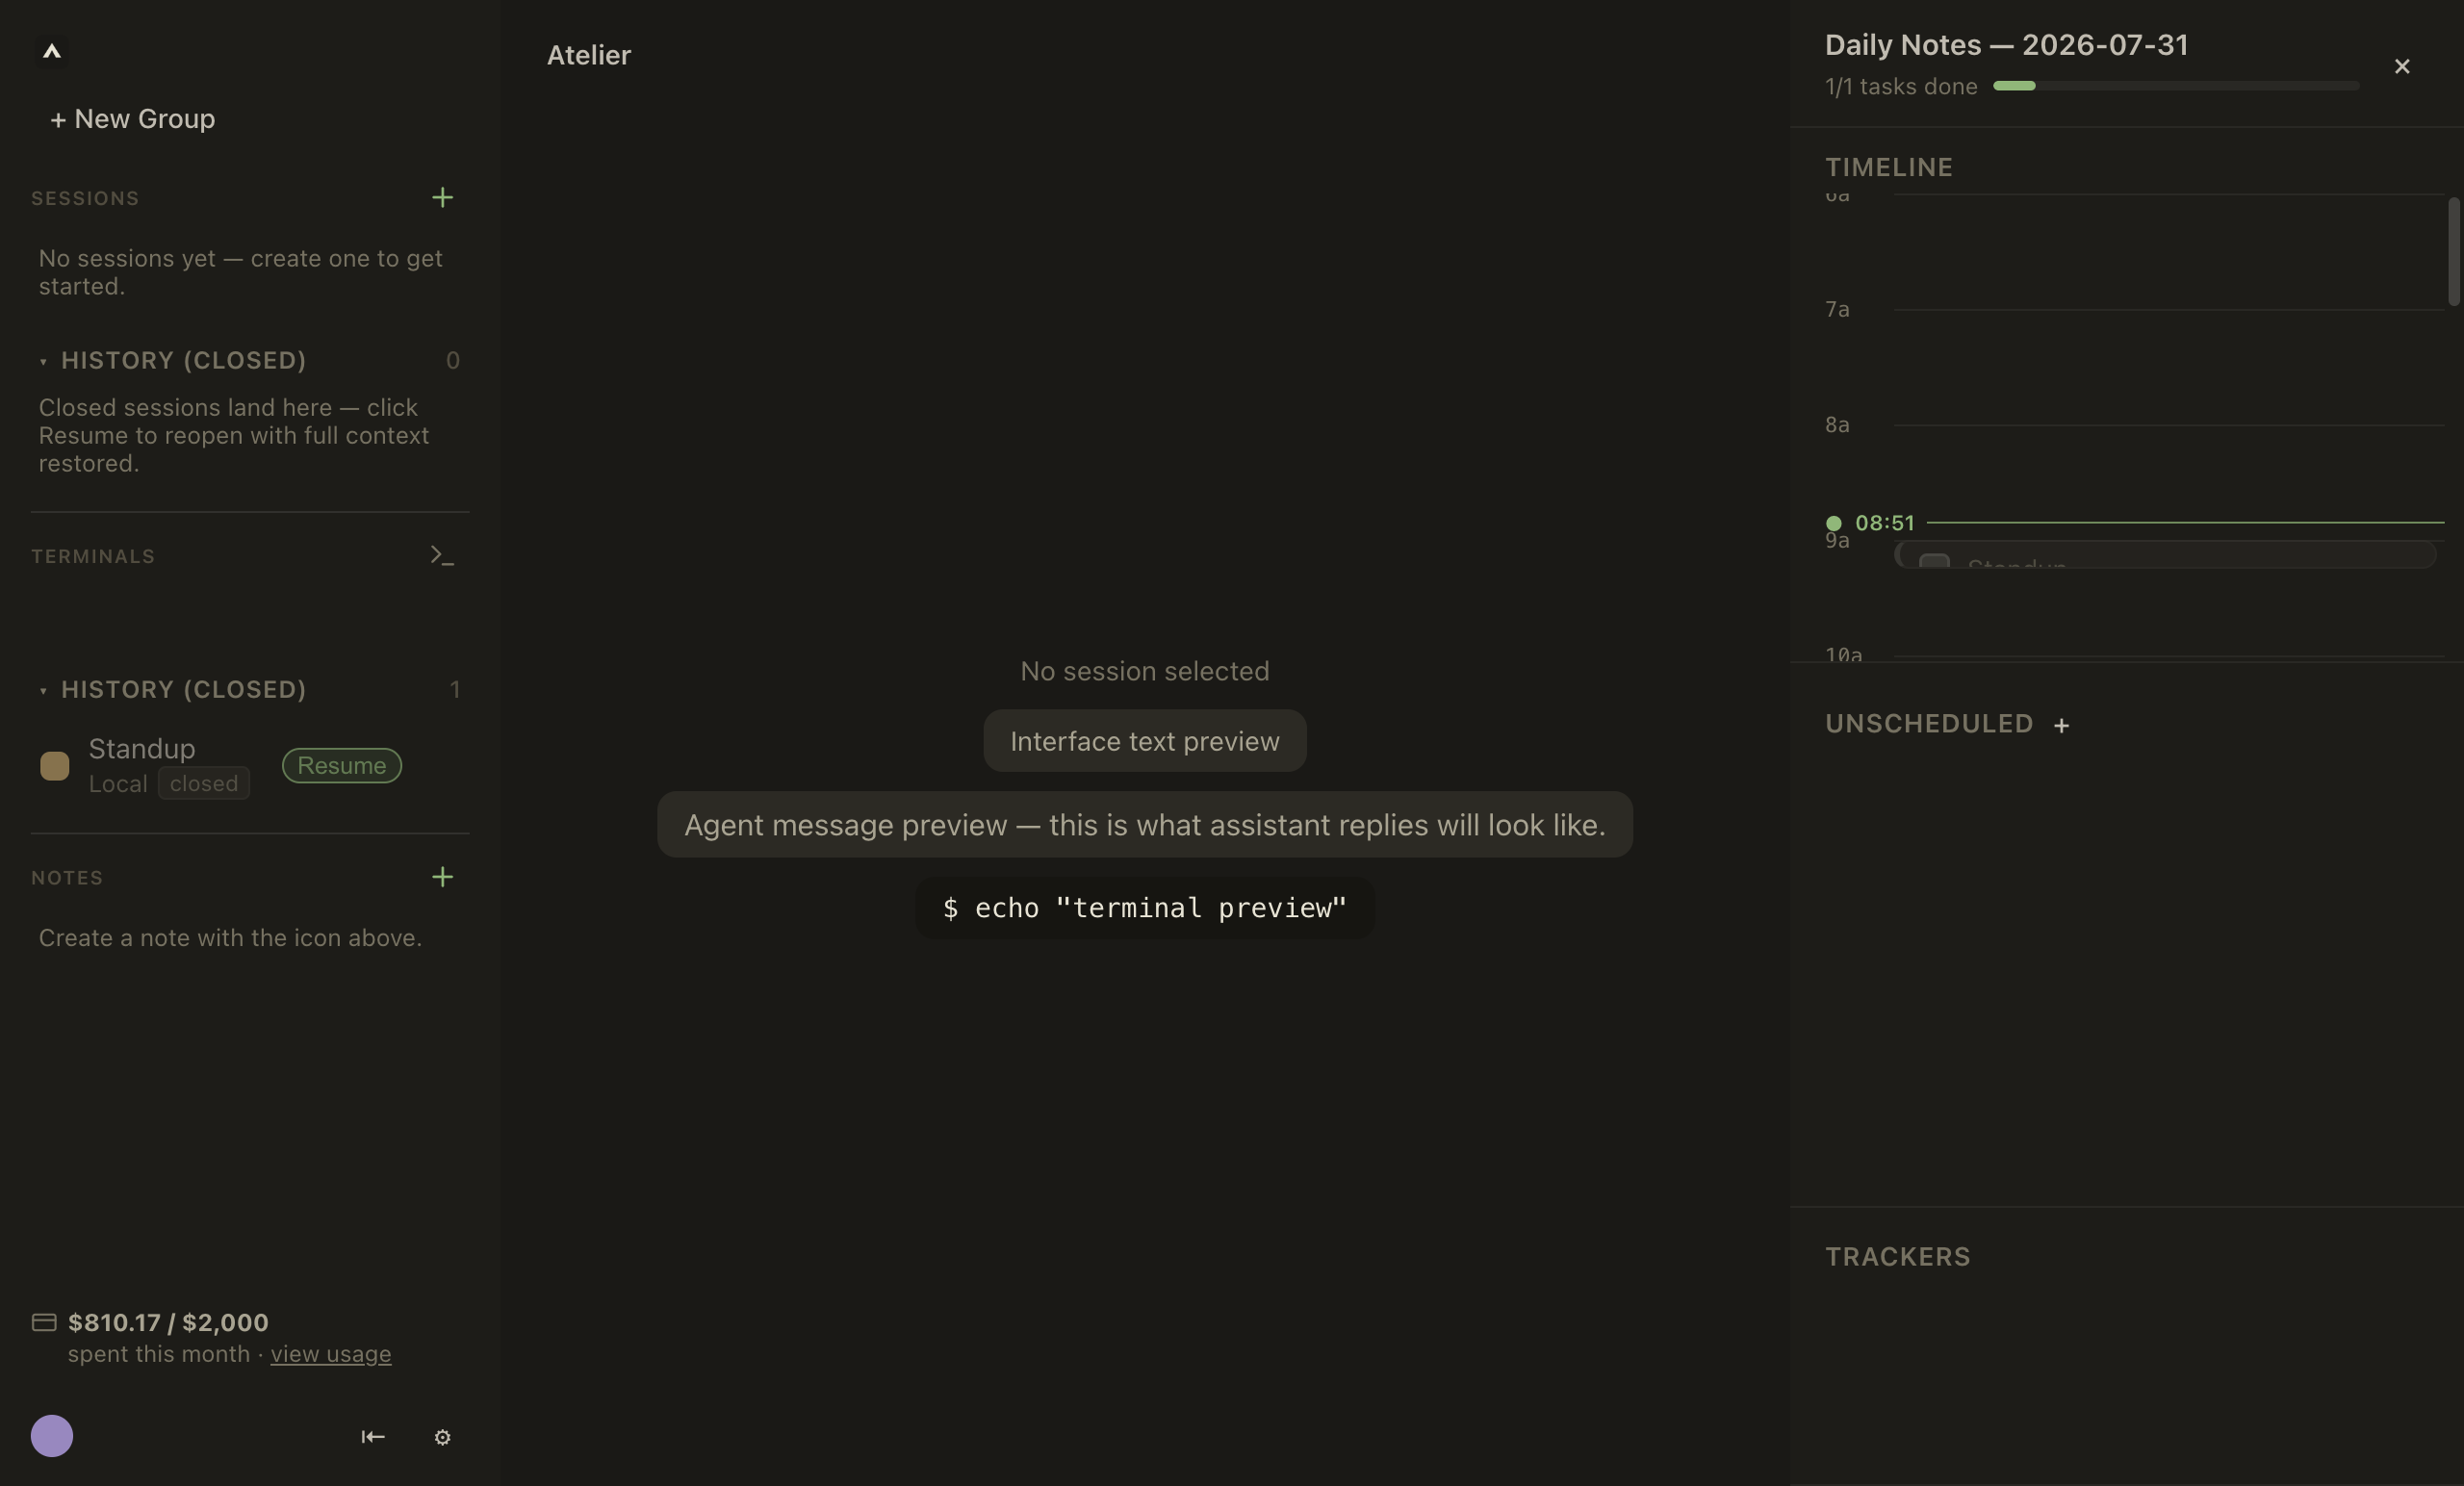 + New Group
SESSIONS
No sessions yet — create one to get
started.
HISTORY (CLOSED) 0
Closed sessions land here — click
Resume to reopen with full context
restored.
TERMINALS
HISTORY (CLOSED) 1
Standup
Local closed
Resume
NOTES
Create a note with the icon above.
$810.17 / $2,000
spent this month · view usage
Atelier
No session selected
Interface text preview
Agent message preview — this is what assistant replies will look like.
$ echo "terminal preview"
Daily Notes — 2026-07-31
1/1 tasks done
TIMELINE
6a
7a
8a
08:51
9a
Standup
10a
UNSCHEDULED +
TRACKERS